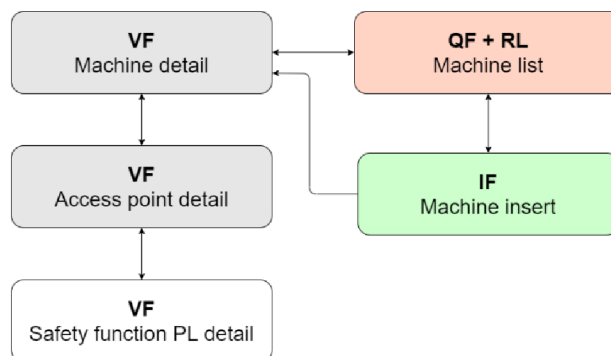 VF
Machine detail
QF + RL
Machine list
VF
Access point detail
IF
Machine insert
VF
Safety function PL detail